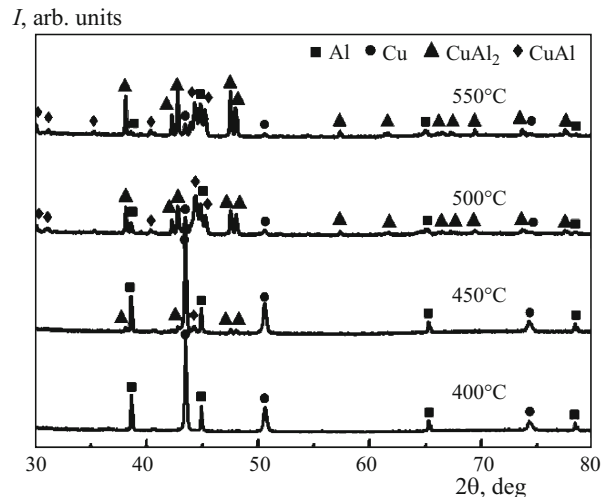 I, arb. units
Al Cu CuAl₂ CuAl
550°C
500°C
450°C
400°C
30 40 50 60 70 80
2θ, deg